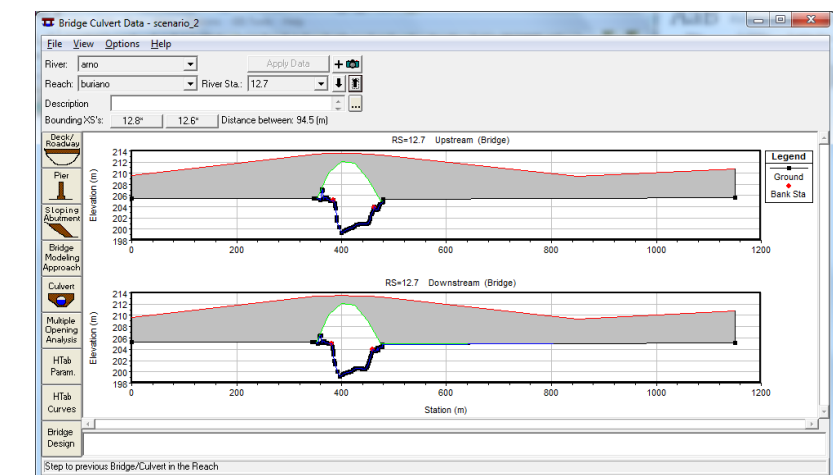 Bridge Culvert Data - scenario_2
File View Options Help
River: arno Apply Data
Reach: buriano River Sta.: 12.7
Description ...
Bounding XS's: 12.8* 12.6* Distance between: 94.5 (m)
Deck/
Roadway
Pier
Sloping
Abutment
Bridge
Modeling
Approach
Culvert
Multiple
Opening
Analysis
HTab
Param.
HTab
Curves
Bridge
Design
RS=12.7 Upstream (Bridge)
Elevation (m)
214
212
210
208
206
204
202
200
198
0 200 400 600 800 1000 1200
Legend
Ground
Bank Sta
RS=12.7 Downstream (Bridge)
Elevation (m)
214
212
210
208
206
204
202
200
198
0 200 400 600 800 1000 1200
Station (m)
Step to previous Bridge/Culvert in the Reach